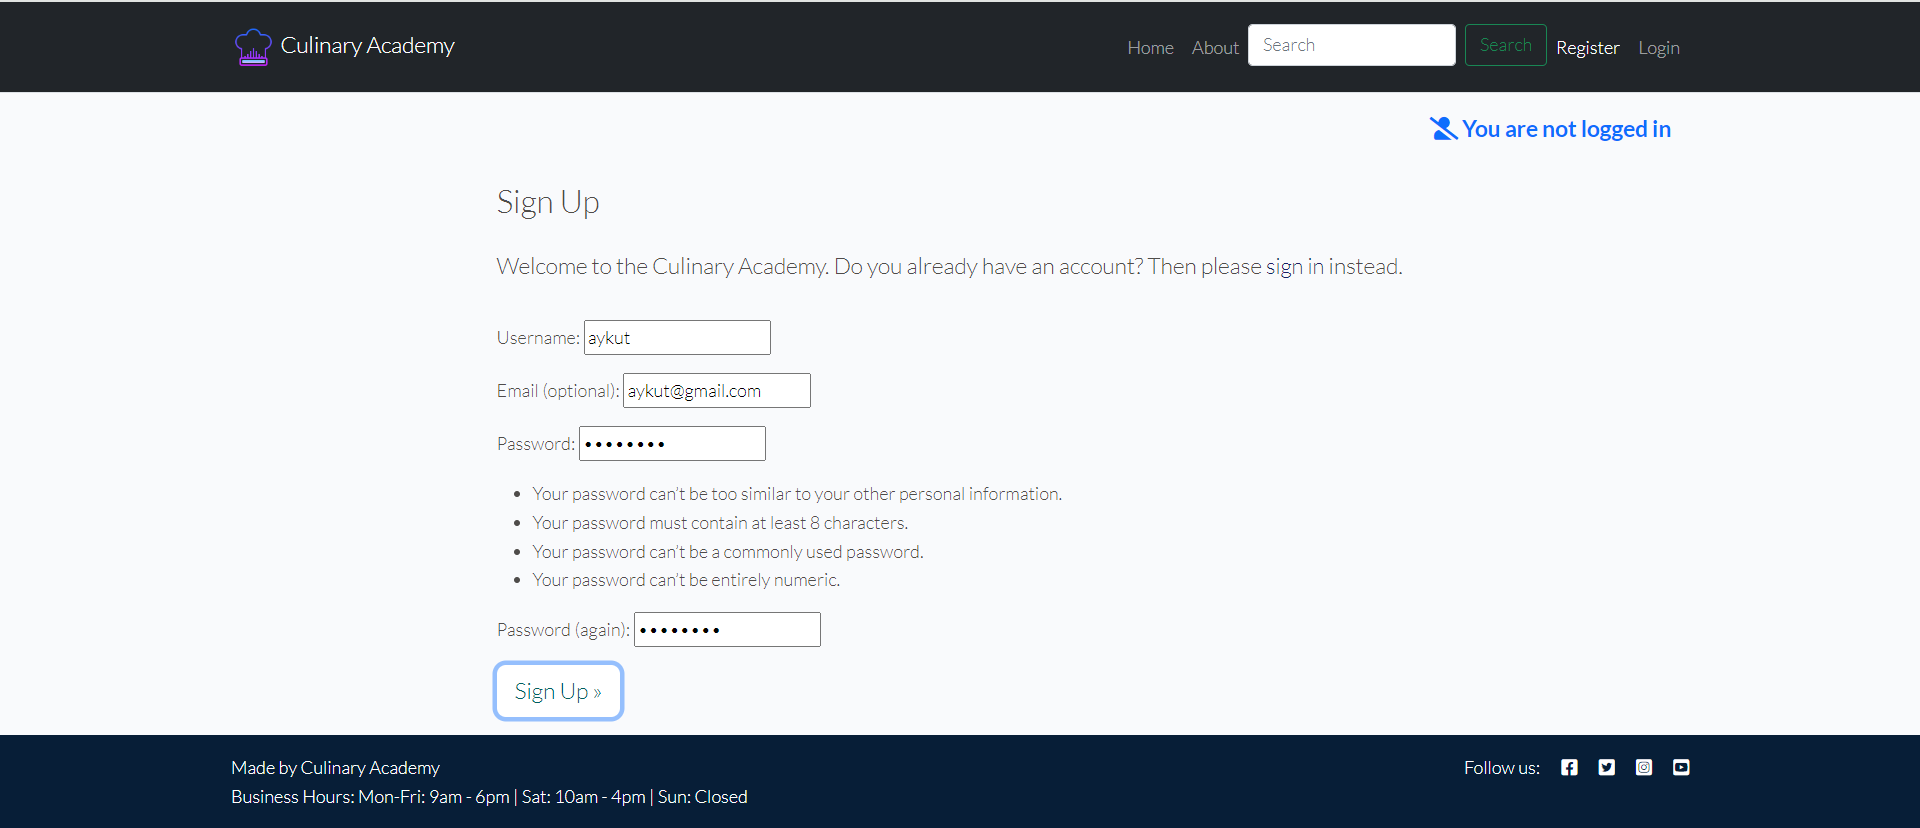 Culinary Academy
Home About Search Search Register Login
You are not logged in
Sign Up
Welcome to the Culinary Academy. Do you already have an account? Then please sign in instead.
Username: aykut
Email (optional): aykut@gmail.com
Password: ••••••••
• Your password can’t be too similar to your other personal information.
• Your password must contain at least 8 characters.
• Your password can’t be a commonly used password.
• Your password can’t be entirely numeric.
Password (again): ••••••••
Sign Up »
Made by Culinary Academy
Follow us:
Business Hours: Mon-Fri: 9am - 6pm | Sat: 10am - 4pm | Sun: Closed